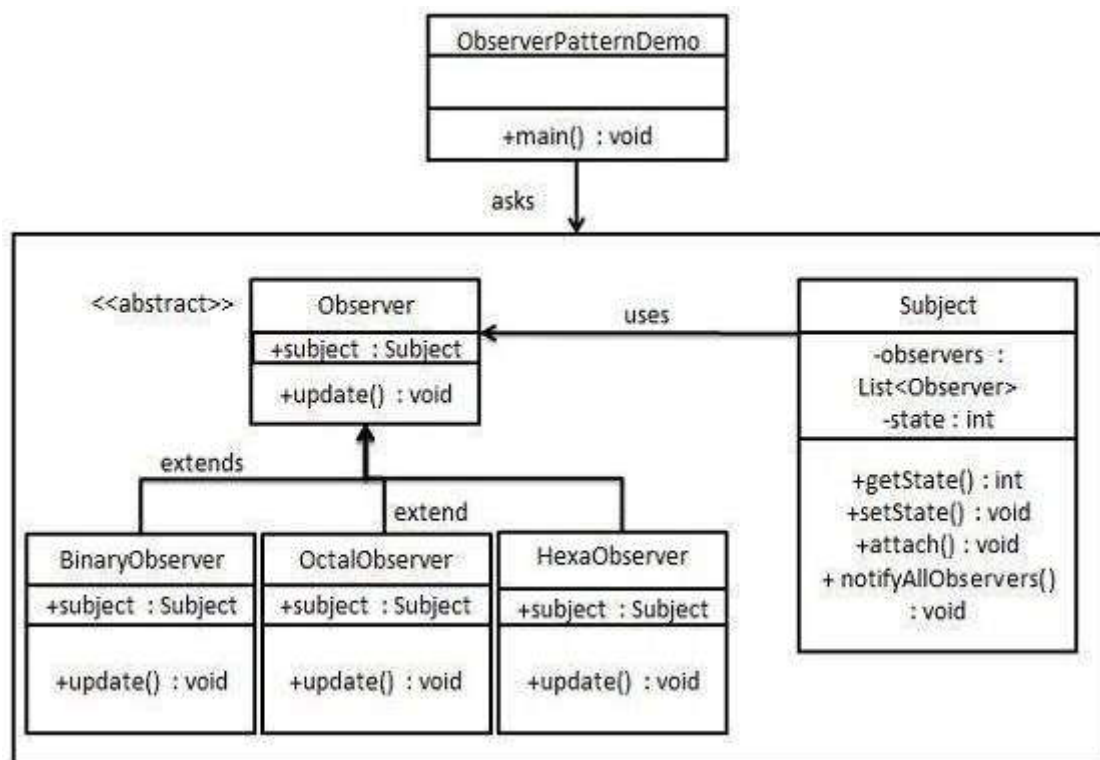 ObserverPatternDemo
+main() : void
asks
<<abstract>>
Observer
+subject : Subject
+update() : void
uses
Subject
-observers :
List<Observer>
-state : int
+getState() : int
+setState() : void
+attach() : void
+ notifyAllObservers()
: void
extends
extend
BinaryObserver
+subject : Subject
+update() : void
OctalObserver
+subject : Subject
+update() : void
HexaObserver
+subject : Subject
+update() : void